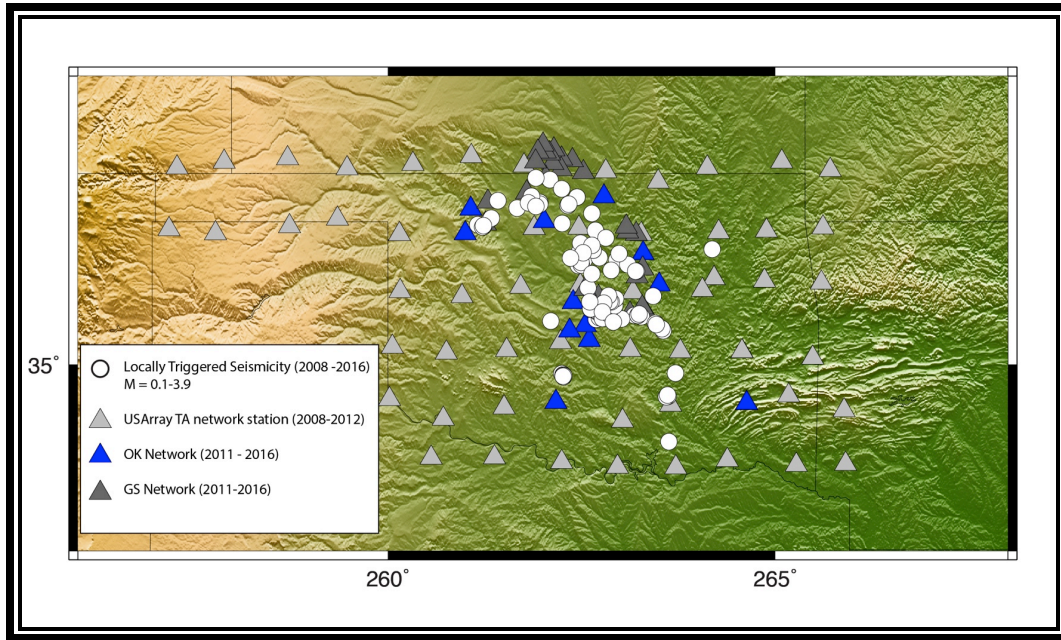 35°
Locally Triggered Seismicity (2008 -2016)
M = 0.1-3.9
USArray TA network station (2008-2012)
OK Network (2011 - 2016)
GS Network (2011-2016)
260°
265°